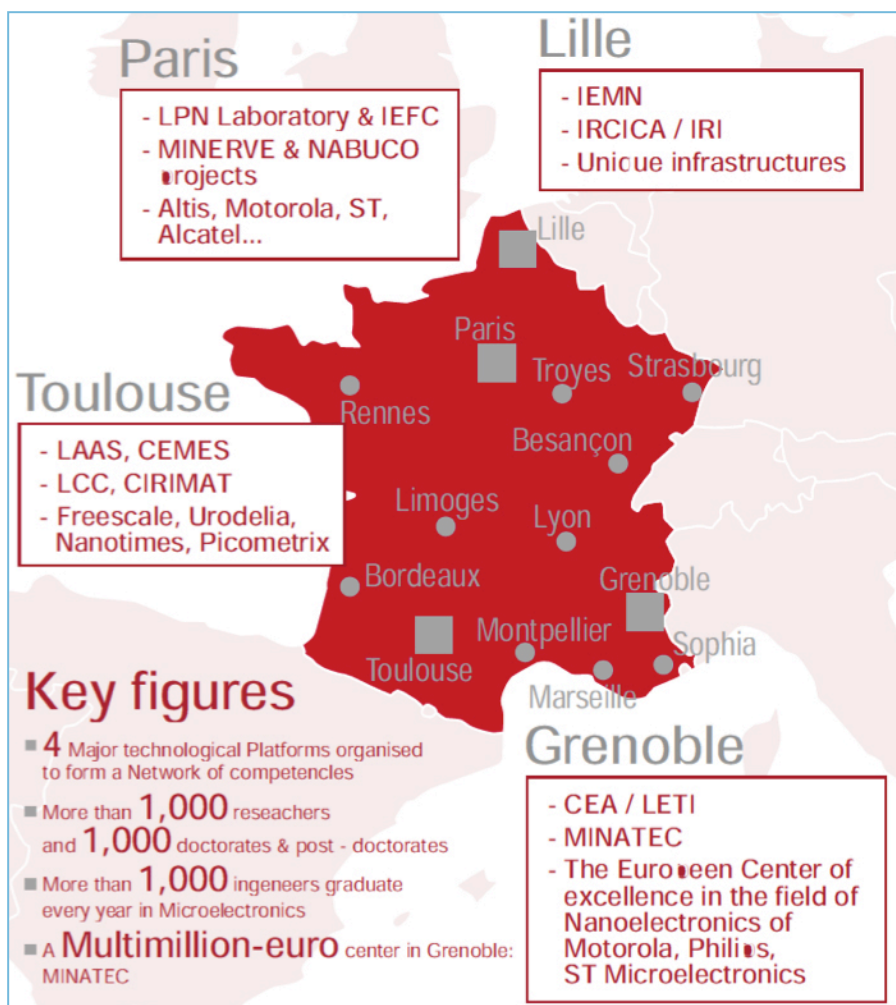 Paris
- LPN Laboratory & IEFC
- MINERVE & NABUCO
projects
- Altis, Motorola, ST,
Alcatel...
Lille
- IEMN
- IRCICA / IRI
- Unique infrastructures
Lille
Paris
Troyes
Strasbourg
Rennes
Besançon
Limoges
Lyon
Bordeaux
Grenoble
Montpellier
Sophia
Toulouse
Marseille
Toulouse
- LAAS, CEMES
- LCC, CIRIMAT
- Freescale, Urodelia,
Nanotimes, Picometrix
Key figures
4 Major technological Platforms organised
to form a Network of competencies
More than 1,000 reseachers
and 1,000 doctorates & post - doctorates
More than 1,000 ingeneers graduate
every year in Microelectronics
A Multimillion-euro center in Grenoble:
MINATEC
Grenoble
- CEA / LETI
- MINATEC
- The Europeen Center of
excellence in the field of
Nanoelectronics of
Motorola, Philips,
ST Microelectronics